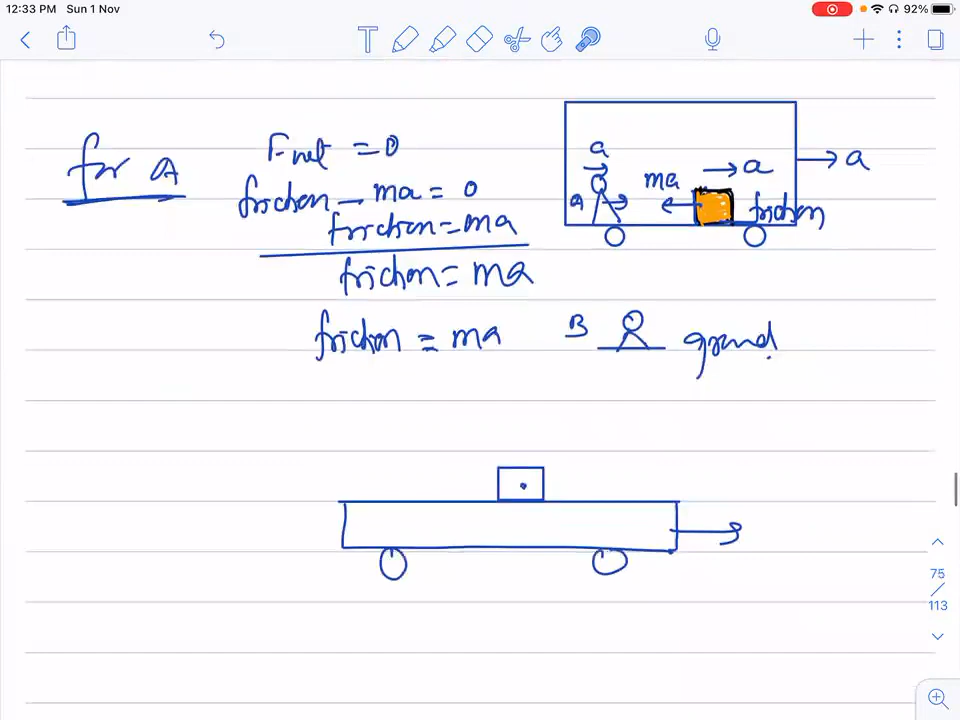 12:33 PM Sun 1 Nov
92%
T
for A
Fnet = 0
friction - ma = 0
friction = ma
friction = ma
friction = ma
a
a
a
ma
A
friction
B
ground
75
/
113